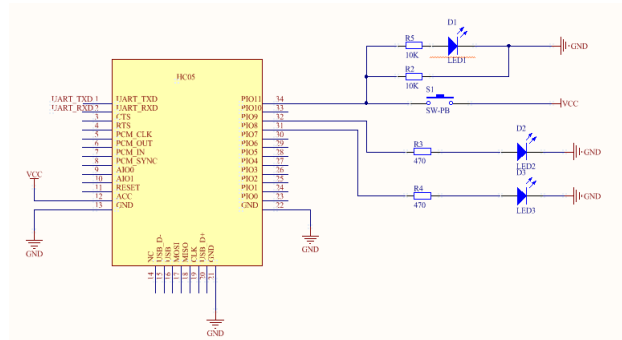 D1
R5
GND
10K
LED1
R2
HC05
10K
S1
UART_TXD 1 UART_TXD PIO11 34
VCC
UART_RXD 2 UART_RXD PIO10 33
SW-PB
3 CTS PIO9 32
4 RTS PIO8 31
5 PCM_CLK PIO7 30
D2
6 PCM_OUT PIO6 29
R3
7 PCM_IN PIO5 28
GND
8 PCM_SYNC PIO4 27
470
LED2
9 AIO0 PIO3 26
D3
VCC
10 AIO1 PIO2 25
11 RESET PIO1 24
R4
12 ACC PIO0 23
GND
13 GND GND 22
470
LED3
GND
GND
NC
USB_D-
USB
MOSI
MISO
CLK
USB_D+
GND
14
15
16
17
18
19
20
21
GND